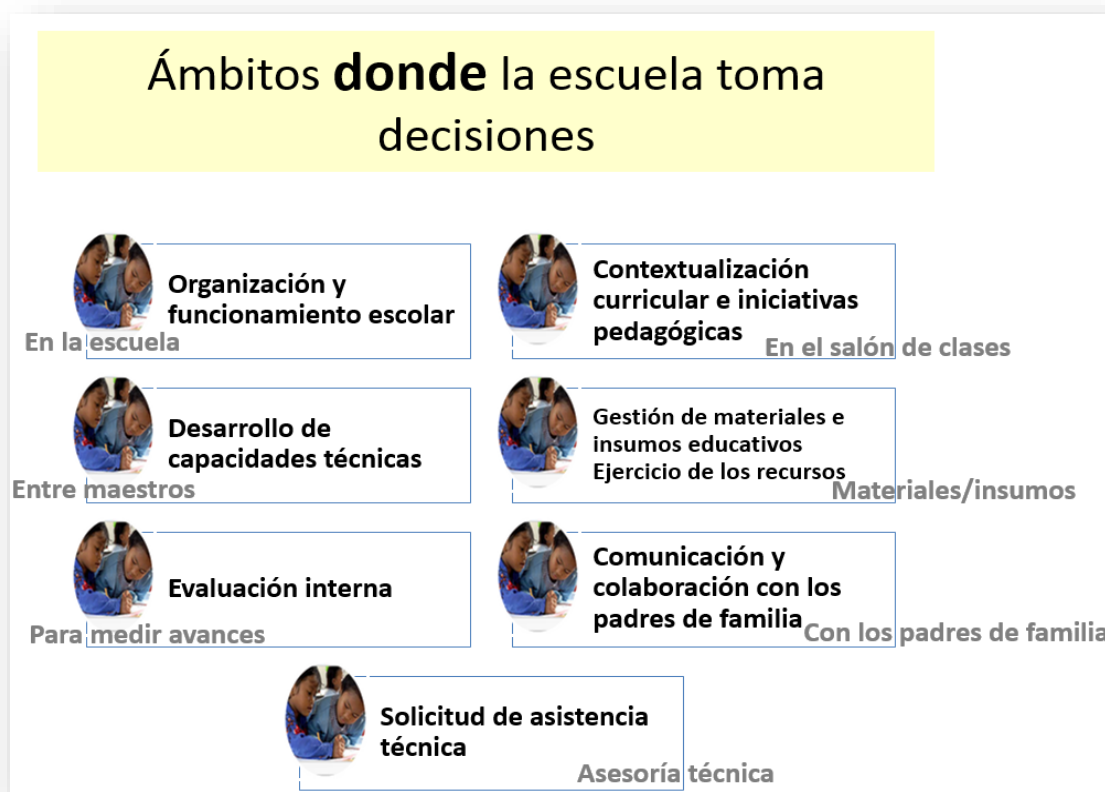 Ámbitos donde la escuela toma
decisiones
Organización y
funcionamiento escolar
En la escuela
Contextualización
curricular e iniciativas
pedagógicas
En el salón de clases
Desarrollo de
capacidades técnicas
Entre maestros
Gestión de materiales e
insumos educativos
Ejercicio de los recursos
Materiales/insumos
Evaluación interna
Para medir avances
Comunicación y
colaboración con los
padres de familia
Con los padres de familia
Solicitud de asistencia
técnica
Asesoría técnica